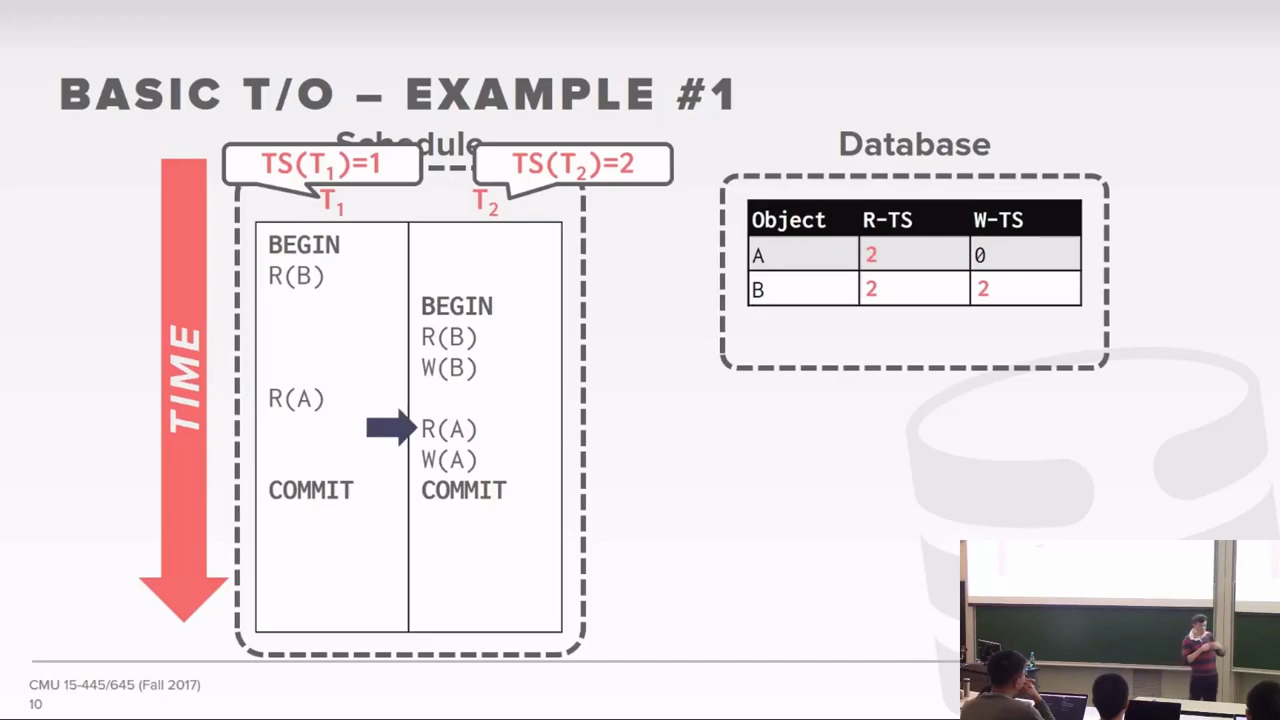 BASIC T/O – EXAMPLE #1
Schedule
Database
TS(T1)=1
TS(T2)=2
T1
T2
TIME
BEGIN
R(B)
BEGIN
R(B)
W(B)
R(A)
R(A)
W(A)
COMMIT
COMMIT
Object R-TS W-TS
A 2 0
B 2 2
CMU 15-445/645 (Fall 2017)
10